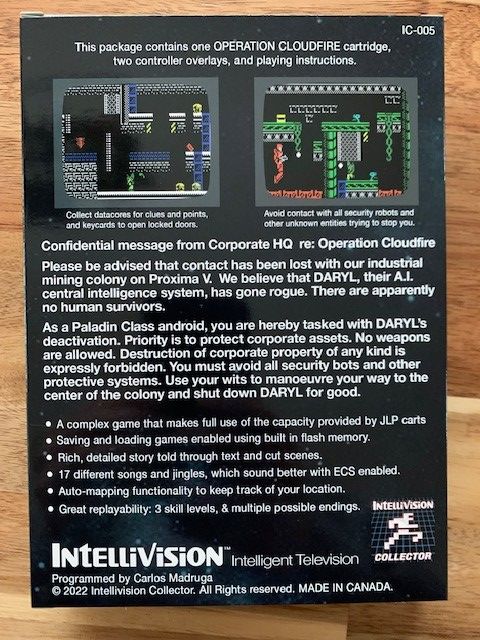 IC-005
This package contains one OPERATION CLOUDFIRE cartridge,
two controller overlays, and playing instructions.
Collect datacores for clues and points,
and keycards to open locked doors.
Avoid contact with all security robots and
other unknown entities trying to stop you.
Confidential message from Corporate HQ re: Operation Cloudfire
Please be advised that contact has been lost with our industrial
mining colony on Proxima V. We believe that DARYL, their A.I.
central intelligence system, has gone rogue. There are apparently
no human survivors.
As a Paladin Class android, you are hereby tasked with DARYL's
deactivation. Priority is to protect corporate assets. No weapons
are allowed. Destruction of corporate property of any kind is
expressly forbidden. You must avoid all security bots and other
protective systems. Use your wits to manoeuvre your way to the
center of the colony and shut down DARYL for good.
• A complex game that makes full use of the capacity provided by JLP carts
• Saving and loading games enabled using built in flash memory.
• Rich, detailed story told through text and cut scenes.
• 17 different songs and jingles, which sound better with ECS enabled.
• Auto-mapping functionality to keep track of your location.
• Great replayability: 3 skill levels, & multiple possible endings.
INTELLIVISION
COLLECTOR
INTELLIVISION™ Intelligent Television
Programmed by Carlos Madruga
© 2022 Intellivision Collector. All Rights reserved. MADE IN CANADA.